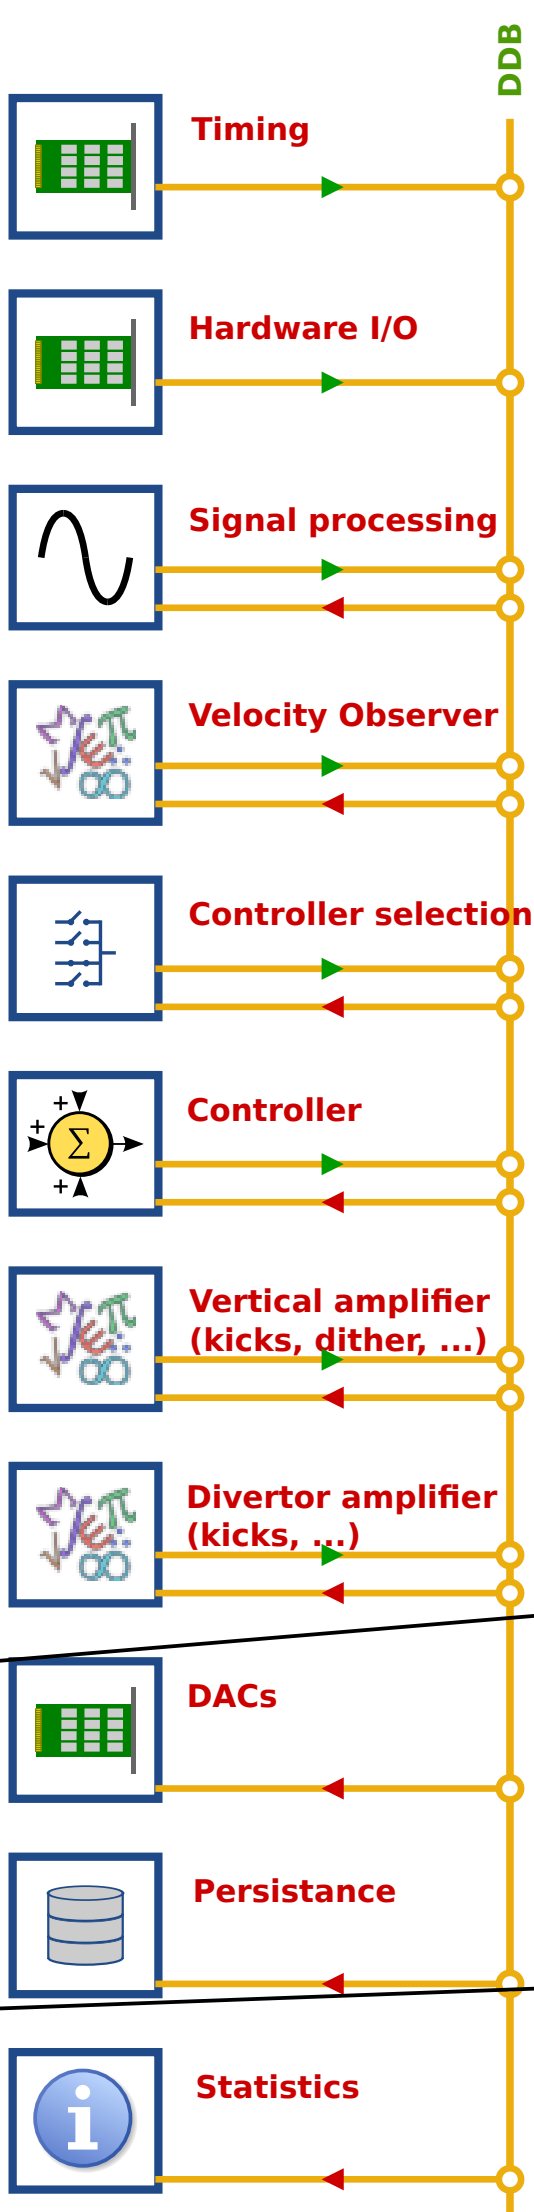 DDB
Timing
Hardware I/O
Signal processing
Velocity Observer
Controller selection
Controller
+
+
Σ
+
Vertical amplifier
(kicks, dither, ...)
Divertor amplifier
(kicks, ...)
DACs
Persistance
Statistics
i